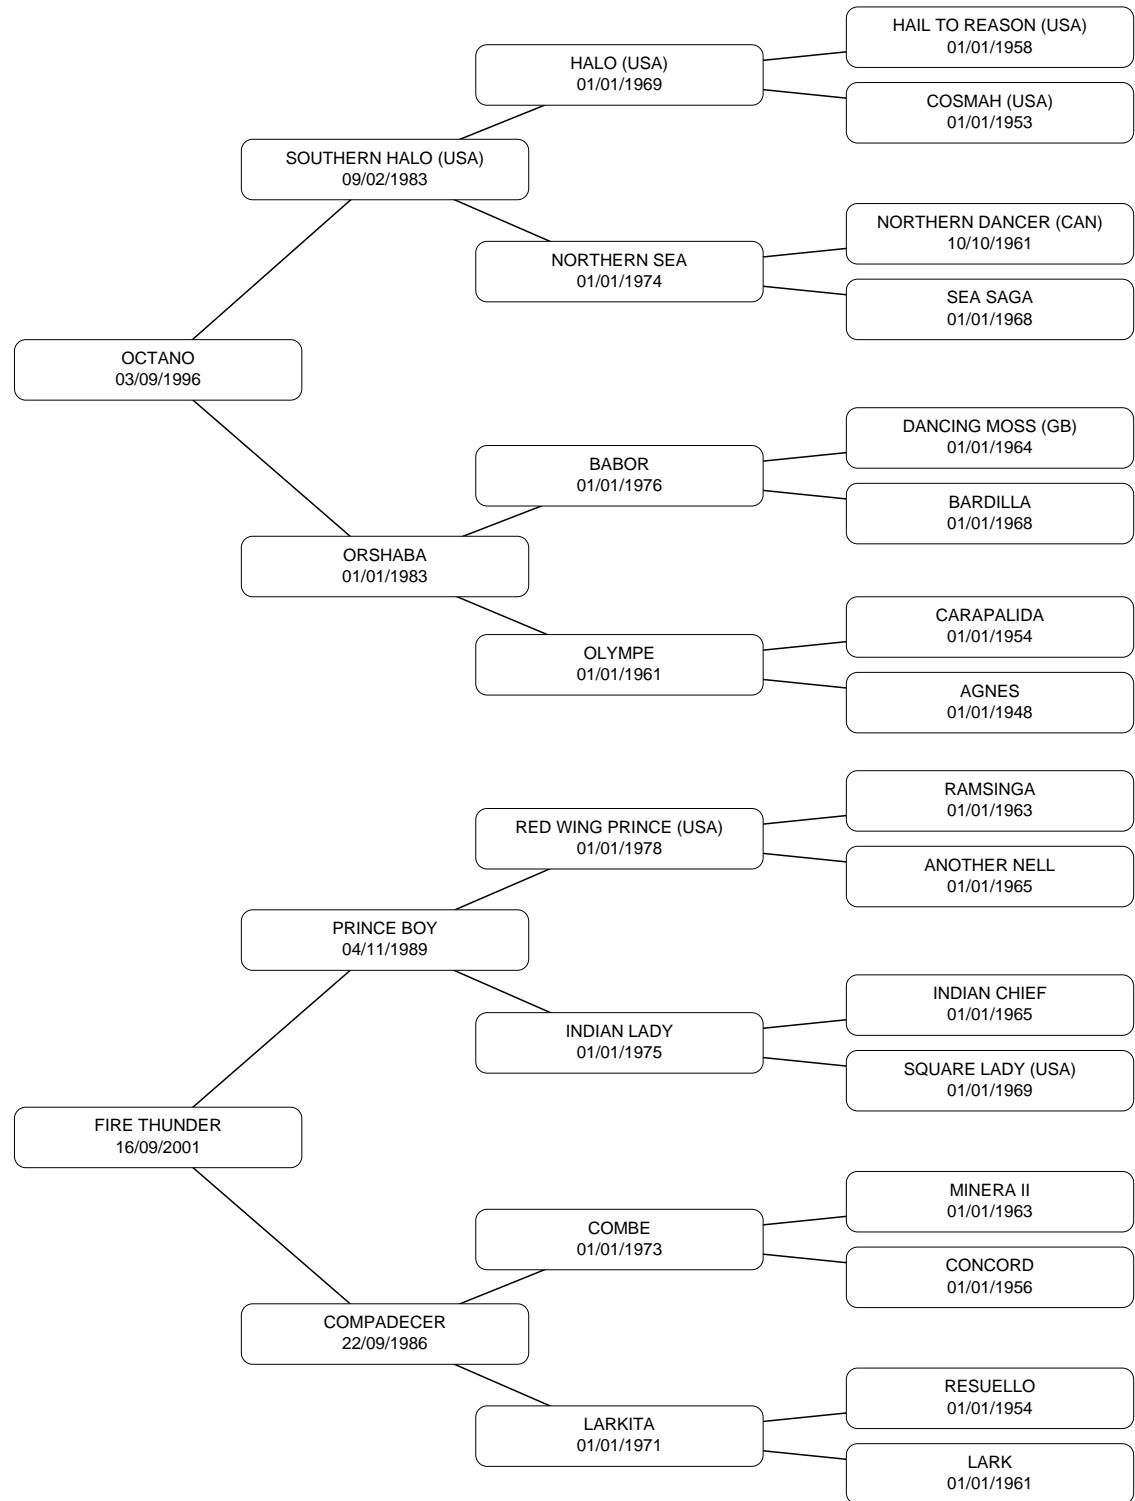 HAIL TO REASON (USA)
01/01/1958
HALO (USA)
01/01/1969
COSMAH (USA)
01/01/1953
SOUTHERN HALO (USA)
09/02/1983
NORTHERN DANCER (CAN)
10/10/1961
NORTHERN SEA
01/01/1974
SEA SAGA
01/01/1968
OCTANO
03/09/1996
DANCING MOSS (GB)
01/01/1964
BABOR
01/01/1976
BARDILLA
01/01/1968
ORSHABA
01/01/1983
CARAPALIDA
01/01/1954
OLYMPE
01/01/1961
AGNES
01/01/1948
RAMSINGA
01/01/1963
RED WING PRINCE (USA)
01/01/1978
ANOTHER NELL
01/01/1965
PRINCE BOY
04/11/1989
INDIAN CHIEF
01/01/1965
INDIAN LADY
01/01/1975
SQUARE LADY (USA)
01/01/1969
FIRE THUNDER
16/09/2001
MINERA II
01/01/1963
COMBE
01/01/1973
CONCORD
01/01/1956
COMPADECER
22/09/1986
RESUELLO
01/01/1954
LARKITA
01/01/1971
LARK
01/01/1961